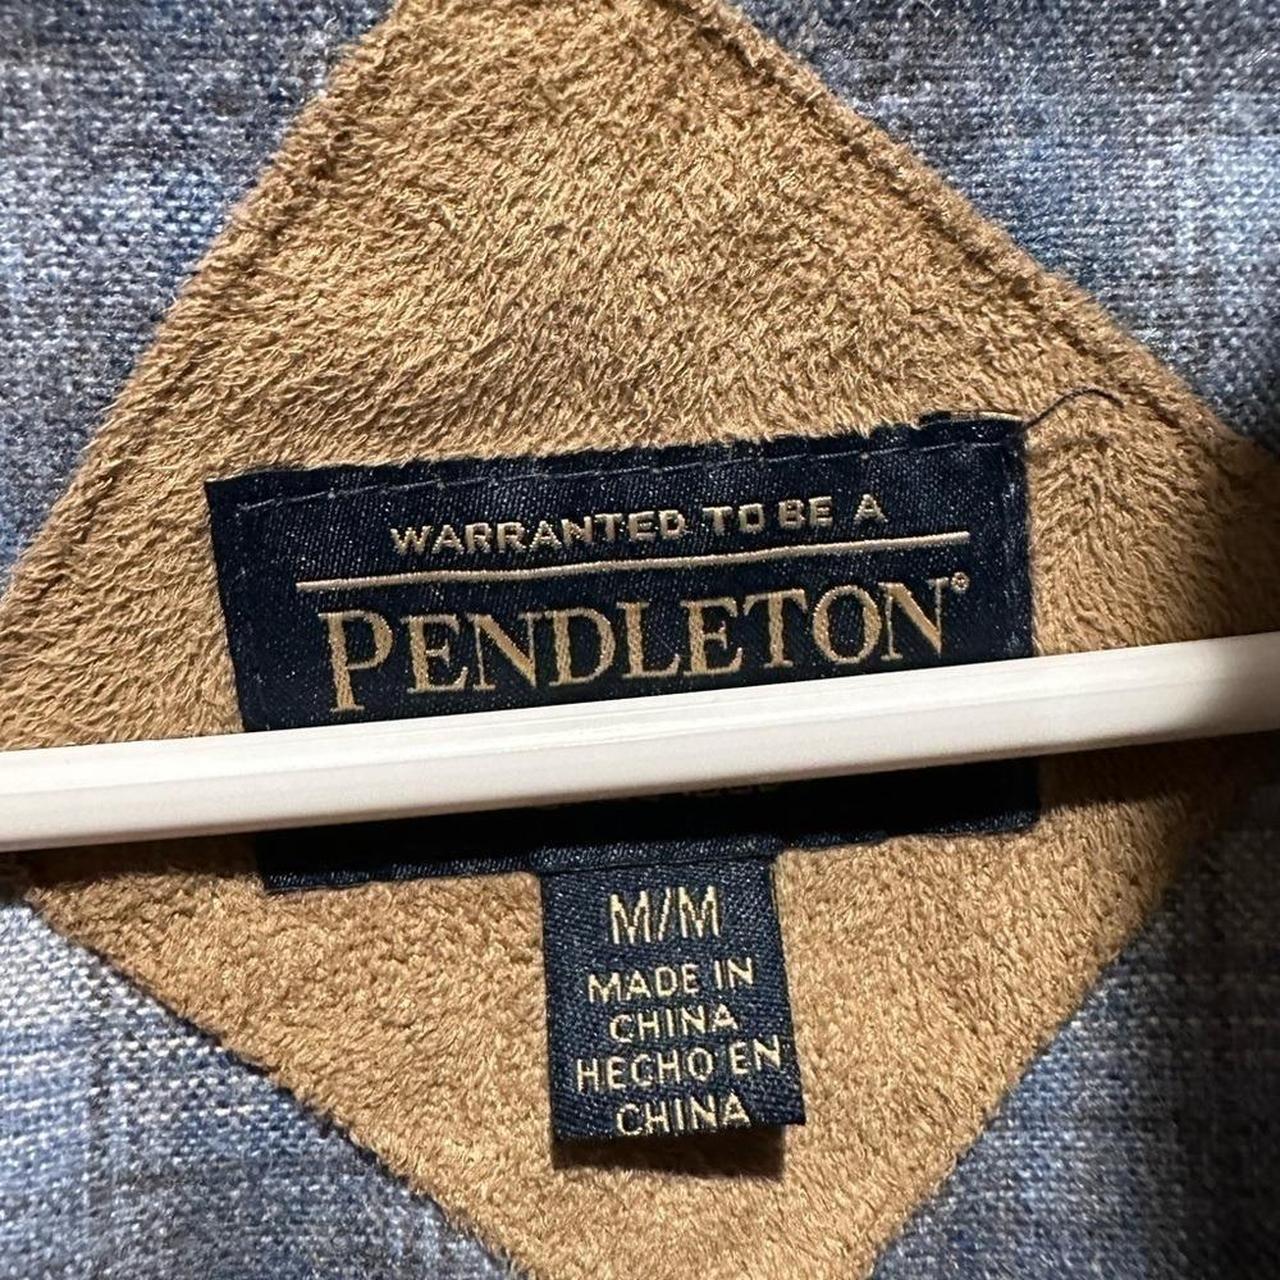 WARRANTED TO BE A
PENDLETON®
M/M
MADE IN
CHINA
HECHO EN
CHINA